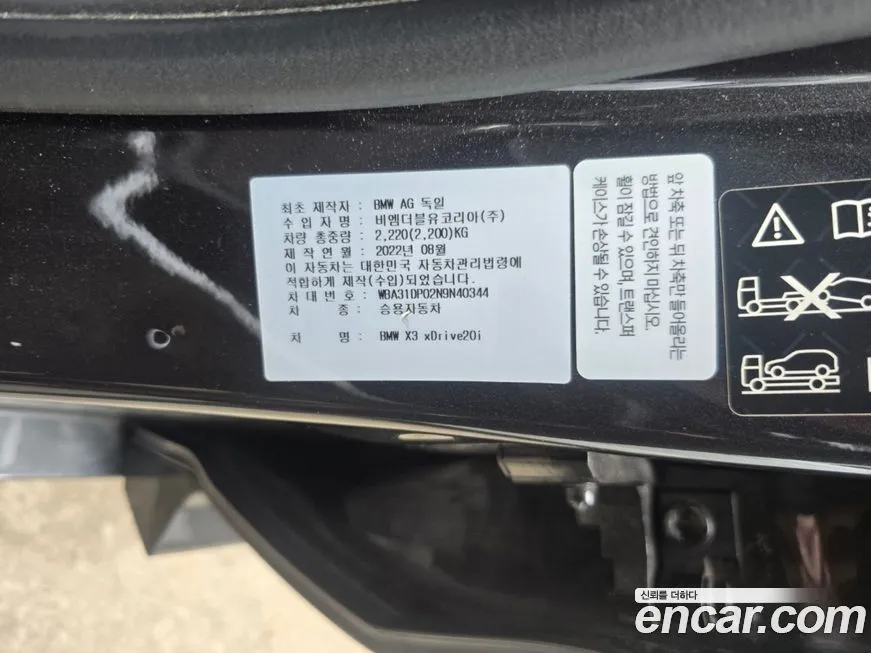 최초 제작자 : BMW AG 독일
수 입 자 명 : 비엠더블유코리아(주)
차량 총중량 : 2,220(2,200)KG
제 작 연 월 : 2022년 08월
이 자동차는 대한민국 자동차관리법령에
적합하게 제작(수입)되었습니다.
차 대 번 호 : WBA31DP02N9N40344
차 종 : 승용자동차
차 명 : BMW X3 xDrive20i
앞 차축 또는 뒤 차축만 들어올리는
방법으로 견인하지 마십시오.
휠이 잠길 수 있으며, 트랜스퍼
케이스가 손상될 수 있습니다.
신뢰를 더하다
encar.com